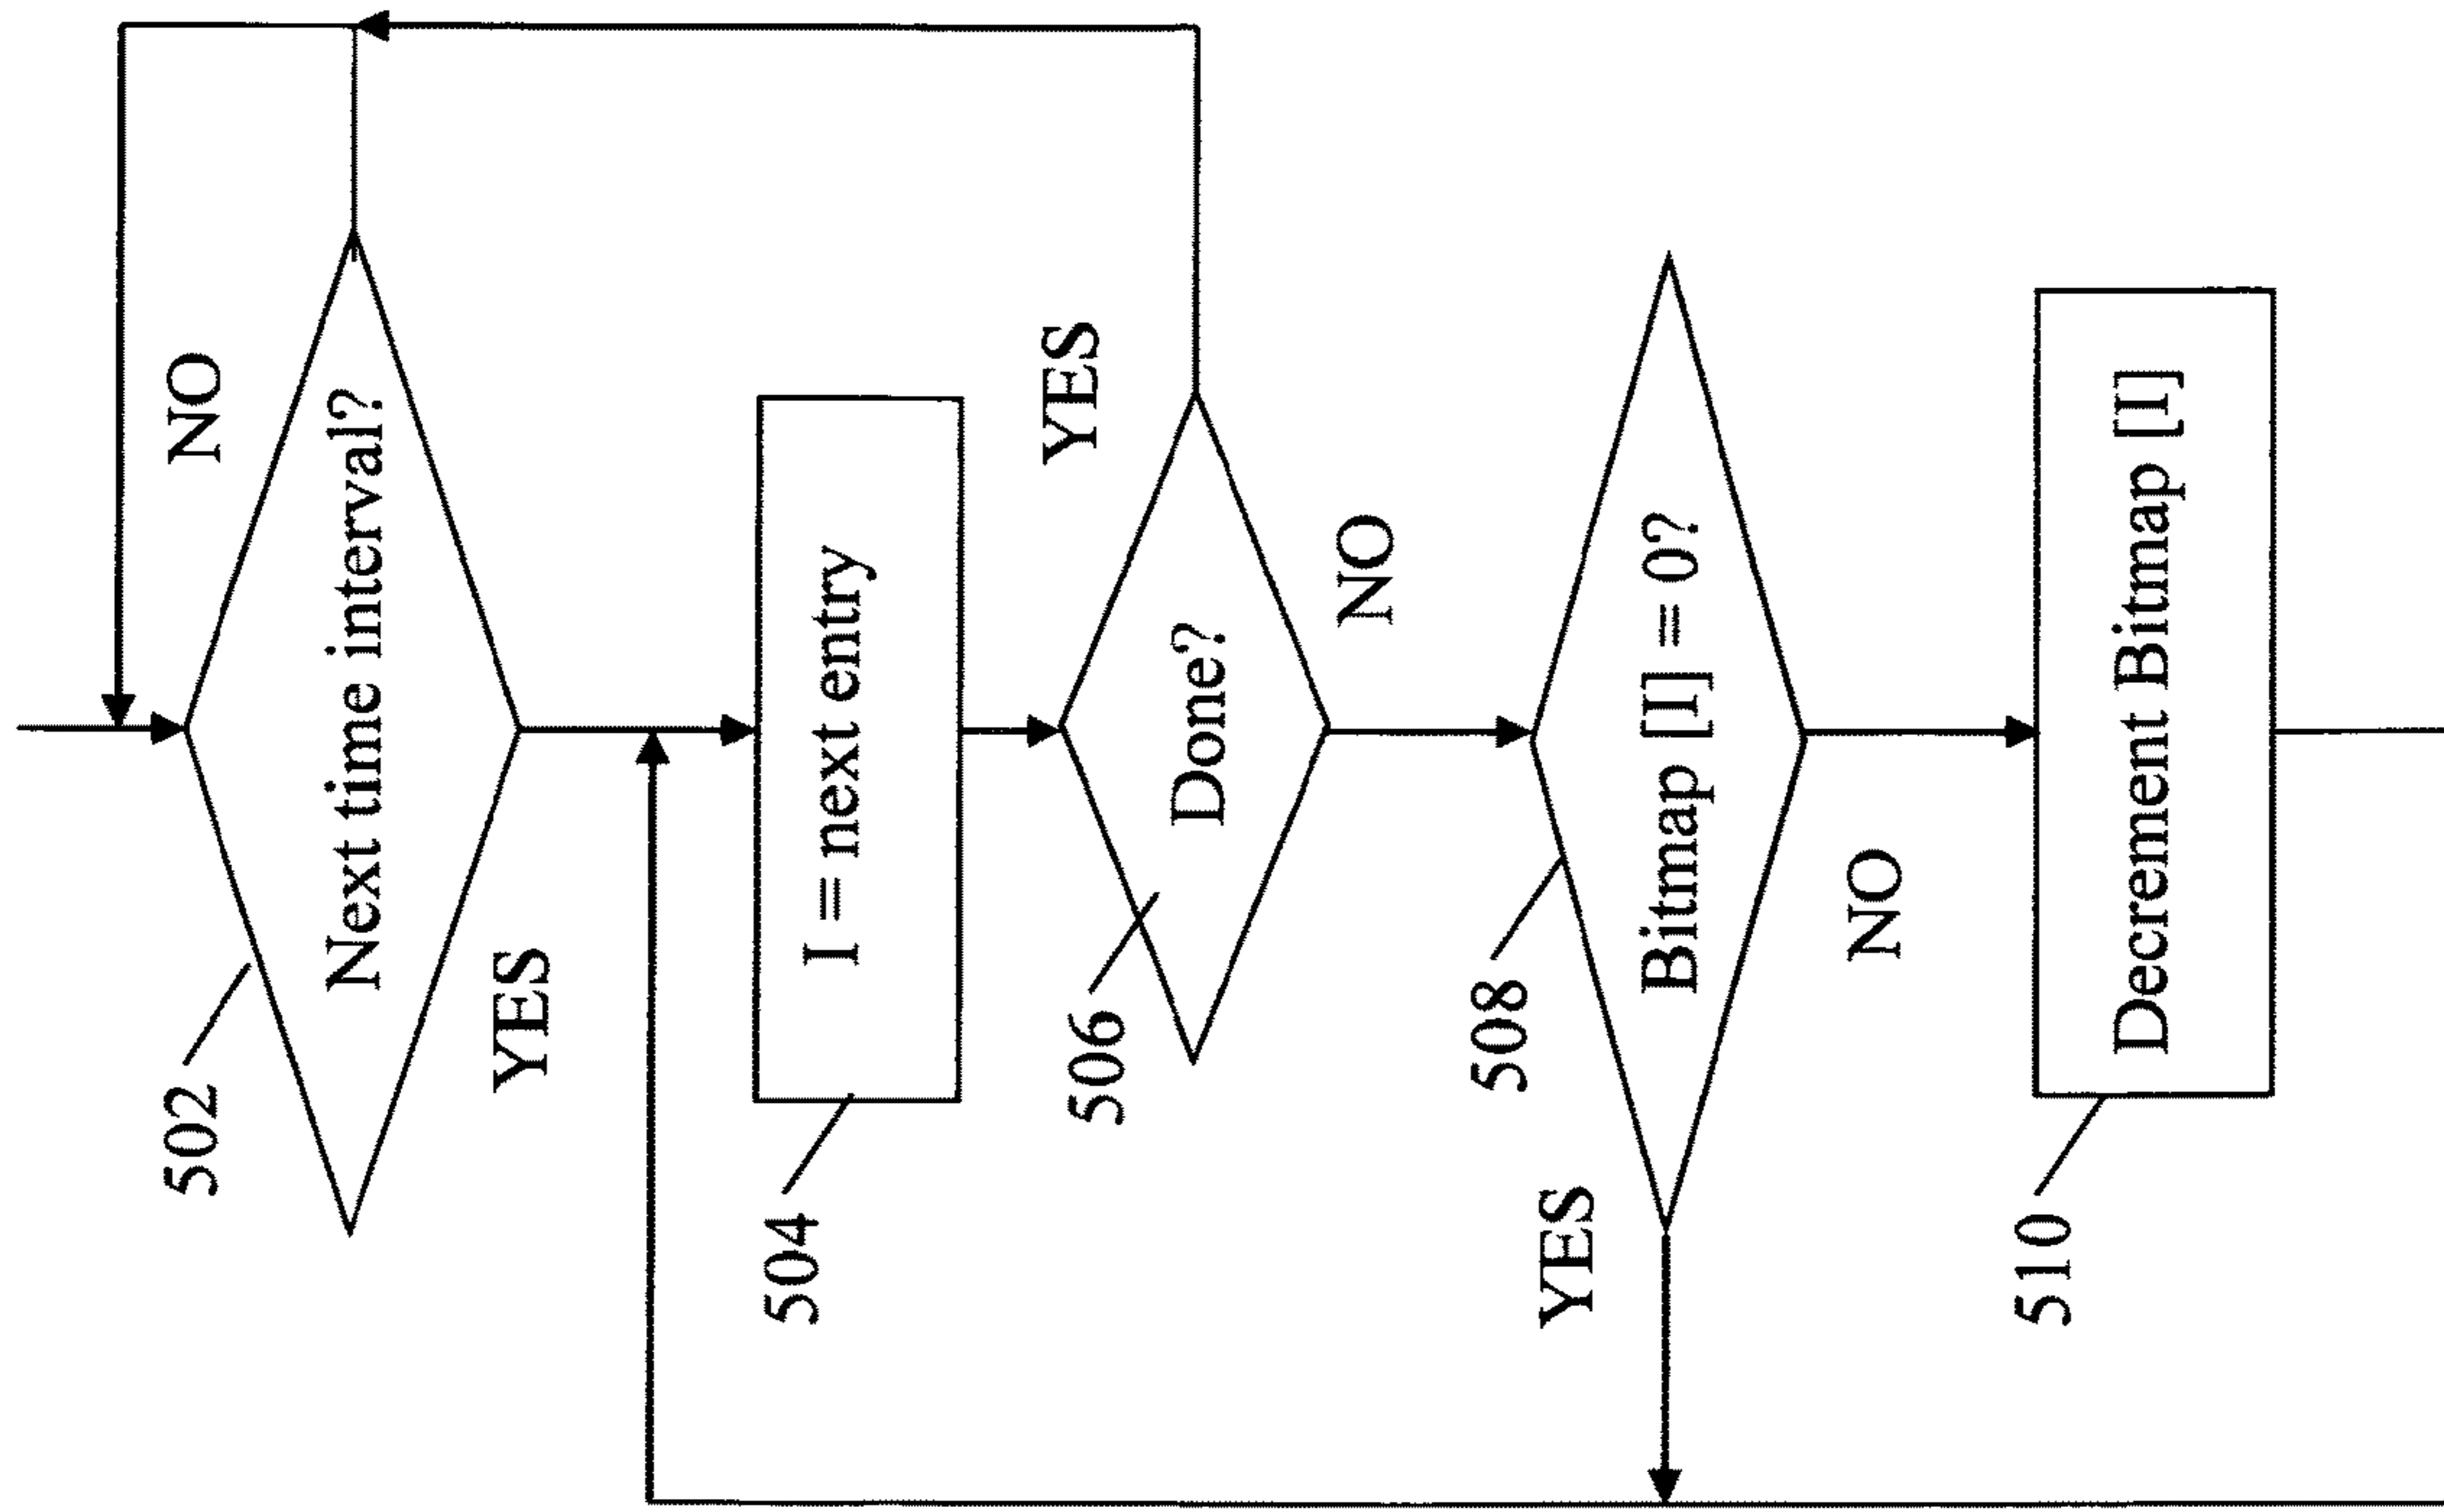 502
Next time interval?
NO
YES
504
I = next entry
506
Done?
YES
NO
508
Bitmap [I] = 0?
YES
NO
510
Decrement Bitmap [I]